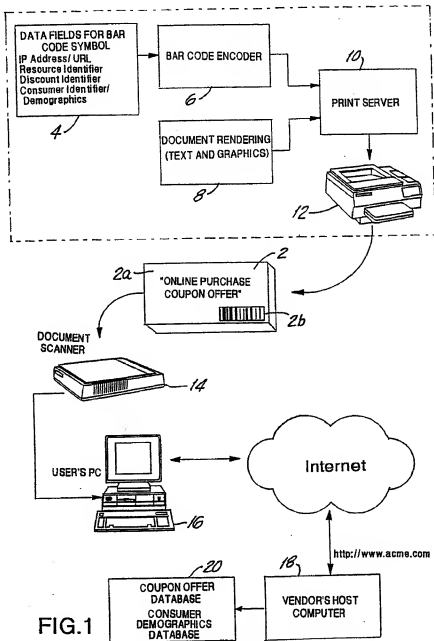 DATA FIELDS FOR BAR
CODE SYMBOL
IP Address/ URL
Resource Identifier
Discount Identifier
Consumer Identifier/
Demographics
4
BAR CODE ENCODER
6
DOCUMENT RENDERING
(TEXT AND GRAPHICS)
8
10
PRINT SERVER
12
2
2a
"ONLINE PURCHASE
COUPON OFFER"
2b
DOCUMENT
SCANNER
14
USER'S PC
16
Internet
http://www.acme.com
18
VENDOR'S HOST
COMPUTER
20
COUPON OFFER
DATABASE
CONSUMER
DEMOGRAPHICS
DATABASE
FIG.1